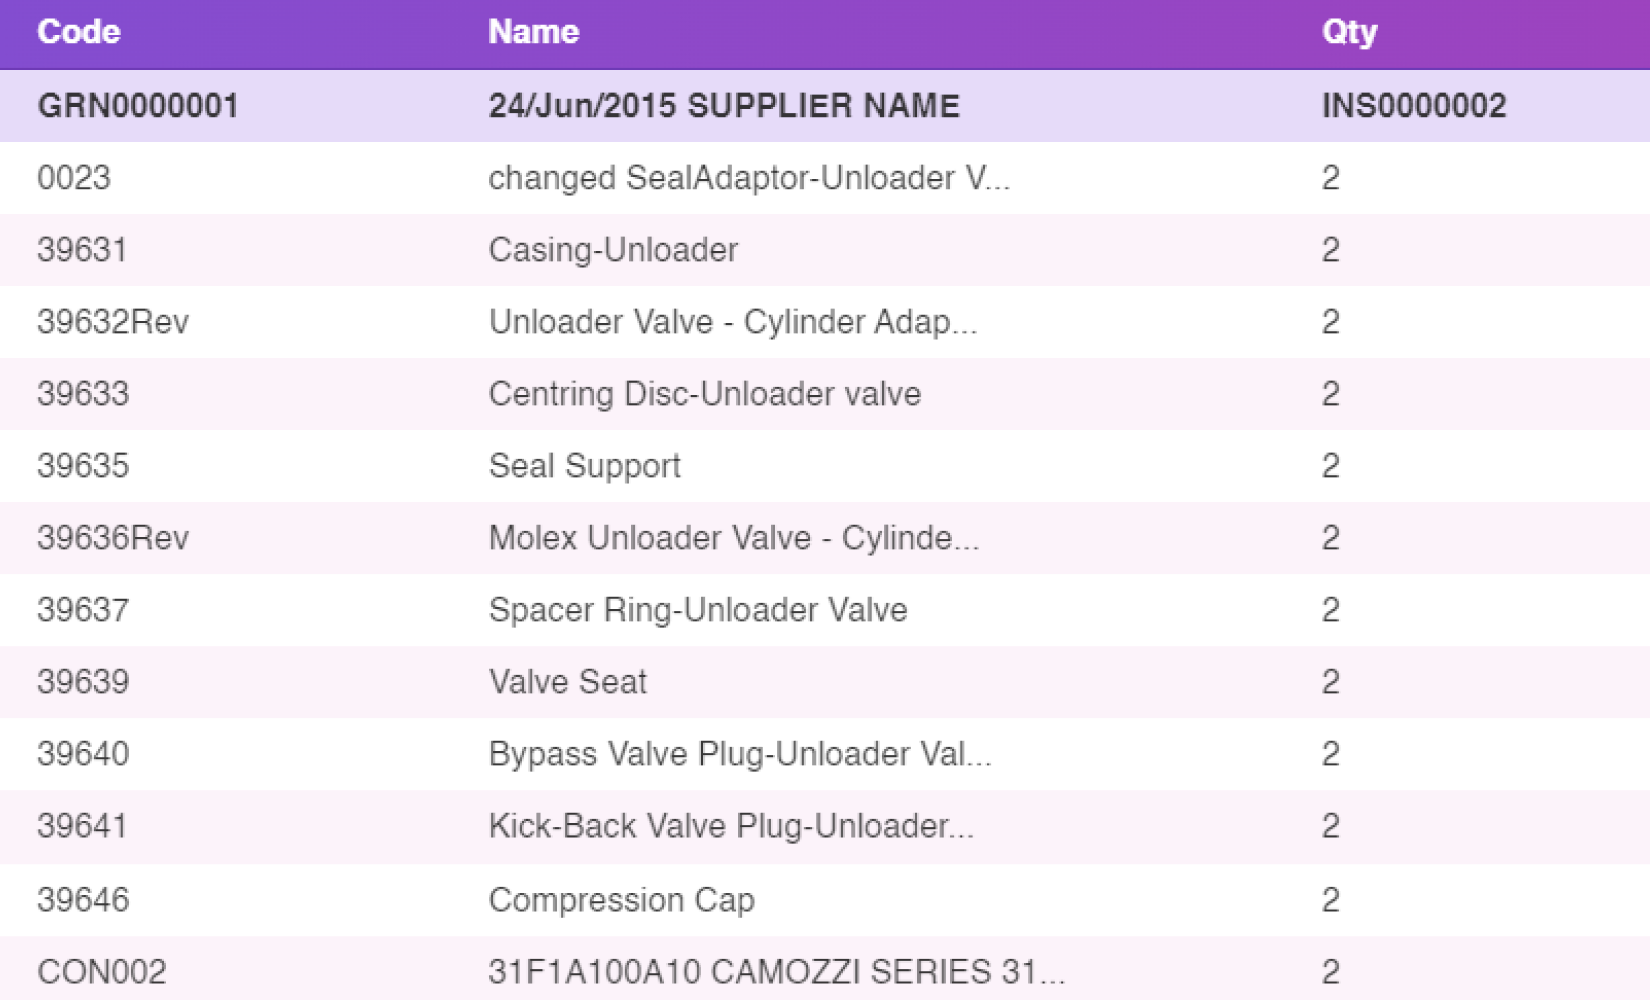 Code Name Qty
GRN0000001 24/Jun/2015 SUPPLIER NAME INS0000002
0023 changed SealAdaptor-Unloader V... 2
39631 Casing-Unloader 2
39632Rev Unloader Valve - Cylinder Adap... 2
39633 Centring Disc-Unloader valve 2
39635 Seal Support 2
39636Rev Molex Unloader Valve - Cylinde... 2
39637 Spacer Ring-Unloader Valve 2
39639 Valve Seat 2
39640 Bypass Valve Plug-Unloader Val... 2
39641 Kick-Back Valve Plug-Unloader... 2
39646 Compression Cap 2
CON002 31F1A100A10 CAMOZZI SERIES 31... 2